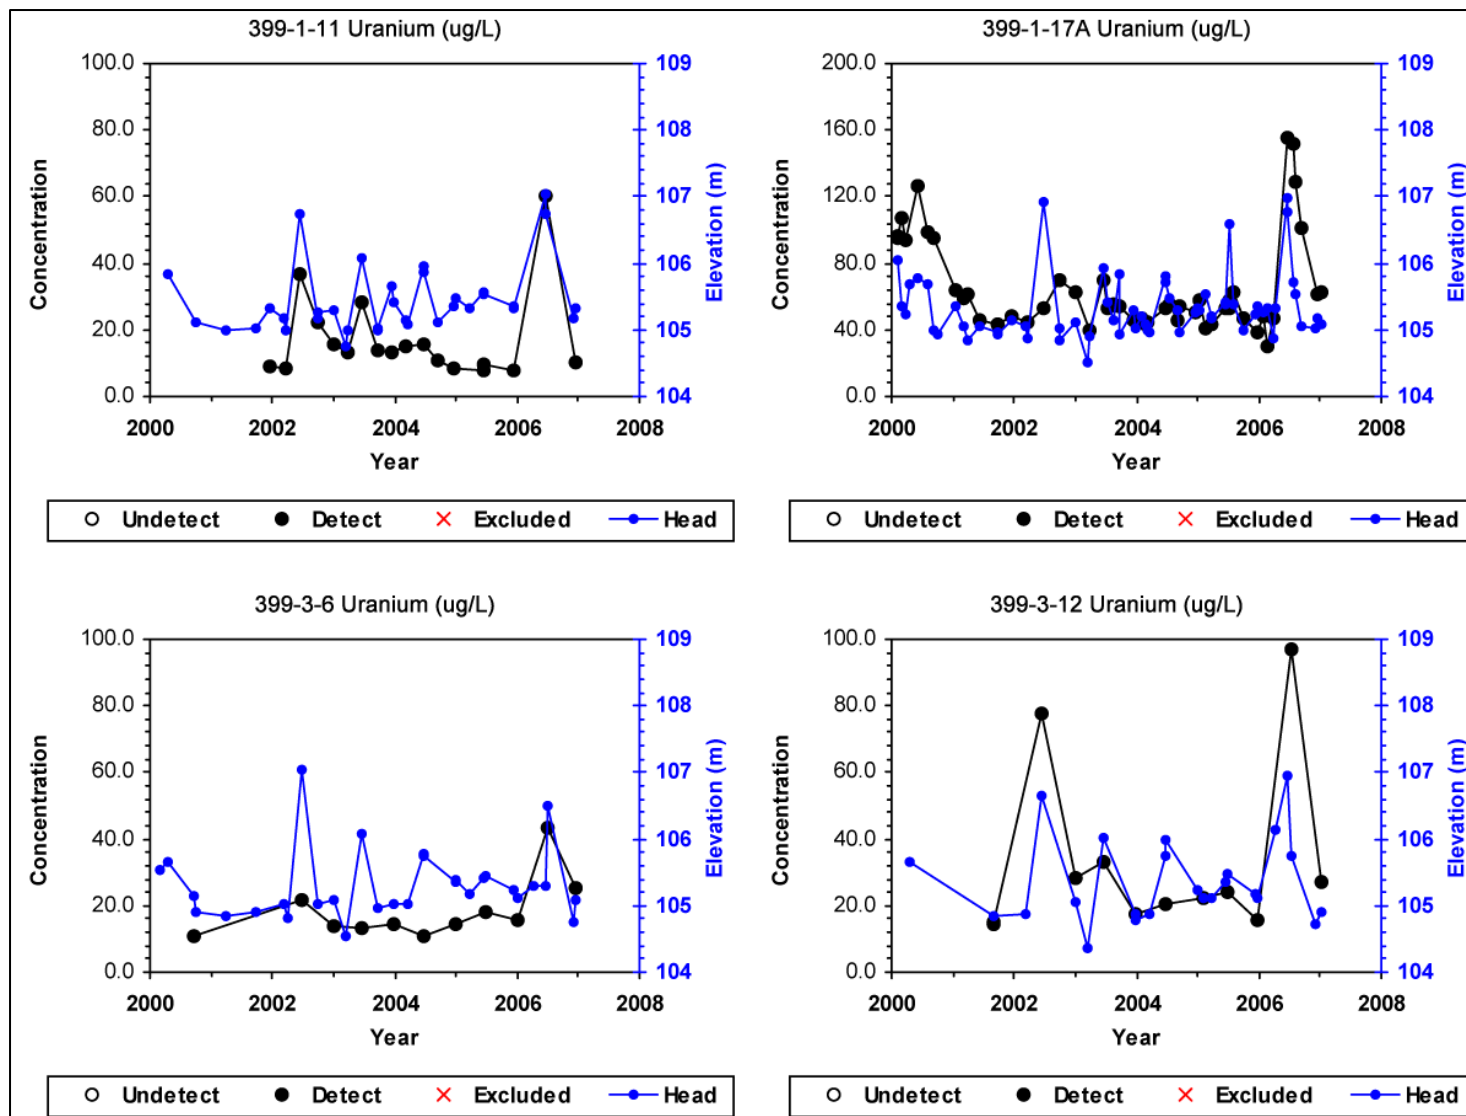 399-1-11 Uranium (ug/L)
100.0
80.0
60.0
40.0
20.0
0.0
Concentration
109
108
107
106
105
104
Elevation (m)
2000 2002 2004 2006 2008
Year
Undetect Detect Excluded Head
399-1-17A Uranium (ug/L)
200.0
160.0
120.0
80.0
40.0
0.0
Concentration
109
108
107
106
105
104
Elevation (m)
2000 2002 2004 2006 2008
Year
Undetect Detect Excluded Head
399-3-6 Uranium (ug/L)
100.0
80.0
60.0
40.0
20.0
0.0
Concentration
109
108
107
106
105
104
Elevation (m)
2000 2002 2004 2006 2008
Year
Undetect Detect Excluded Head
399-3-12 Uranium (ug/L)
100.0
80.0
60.0
40.0
20.0
0.0
Concentration
109
108
107
106
105
104
Elevation (m)
2000 2002 2004 2006 2008
Year
Undetect Detect Excluded Head